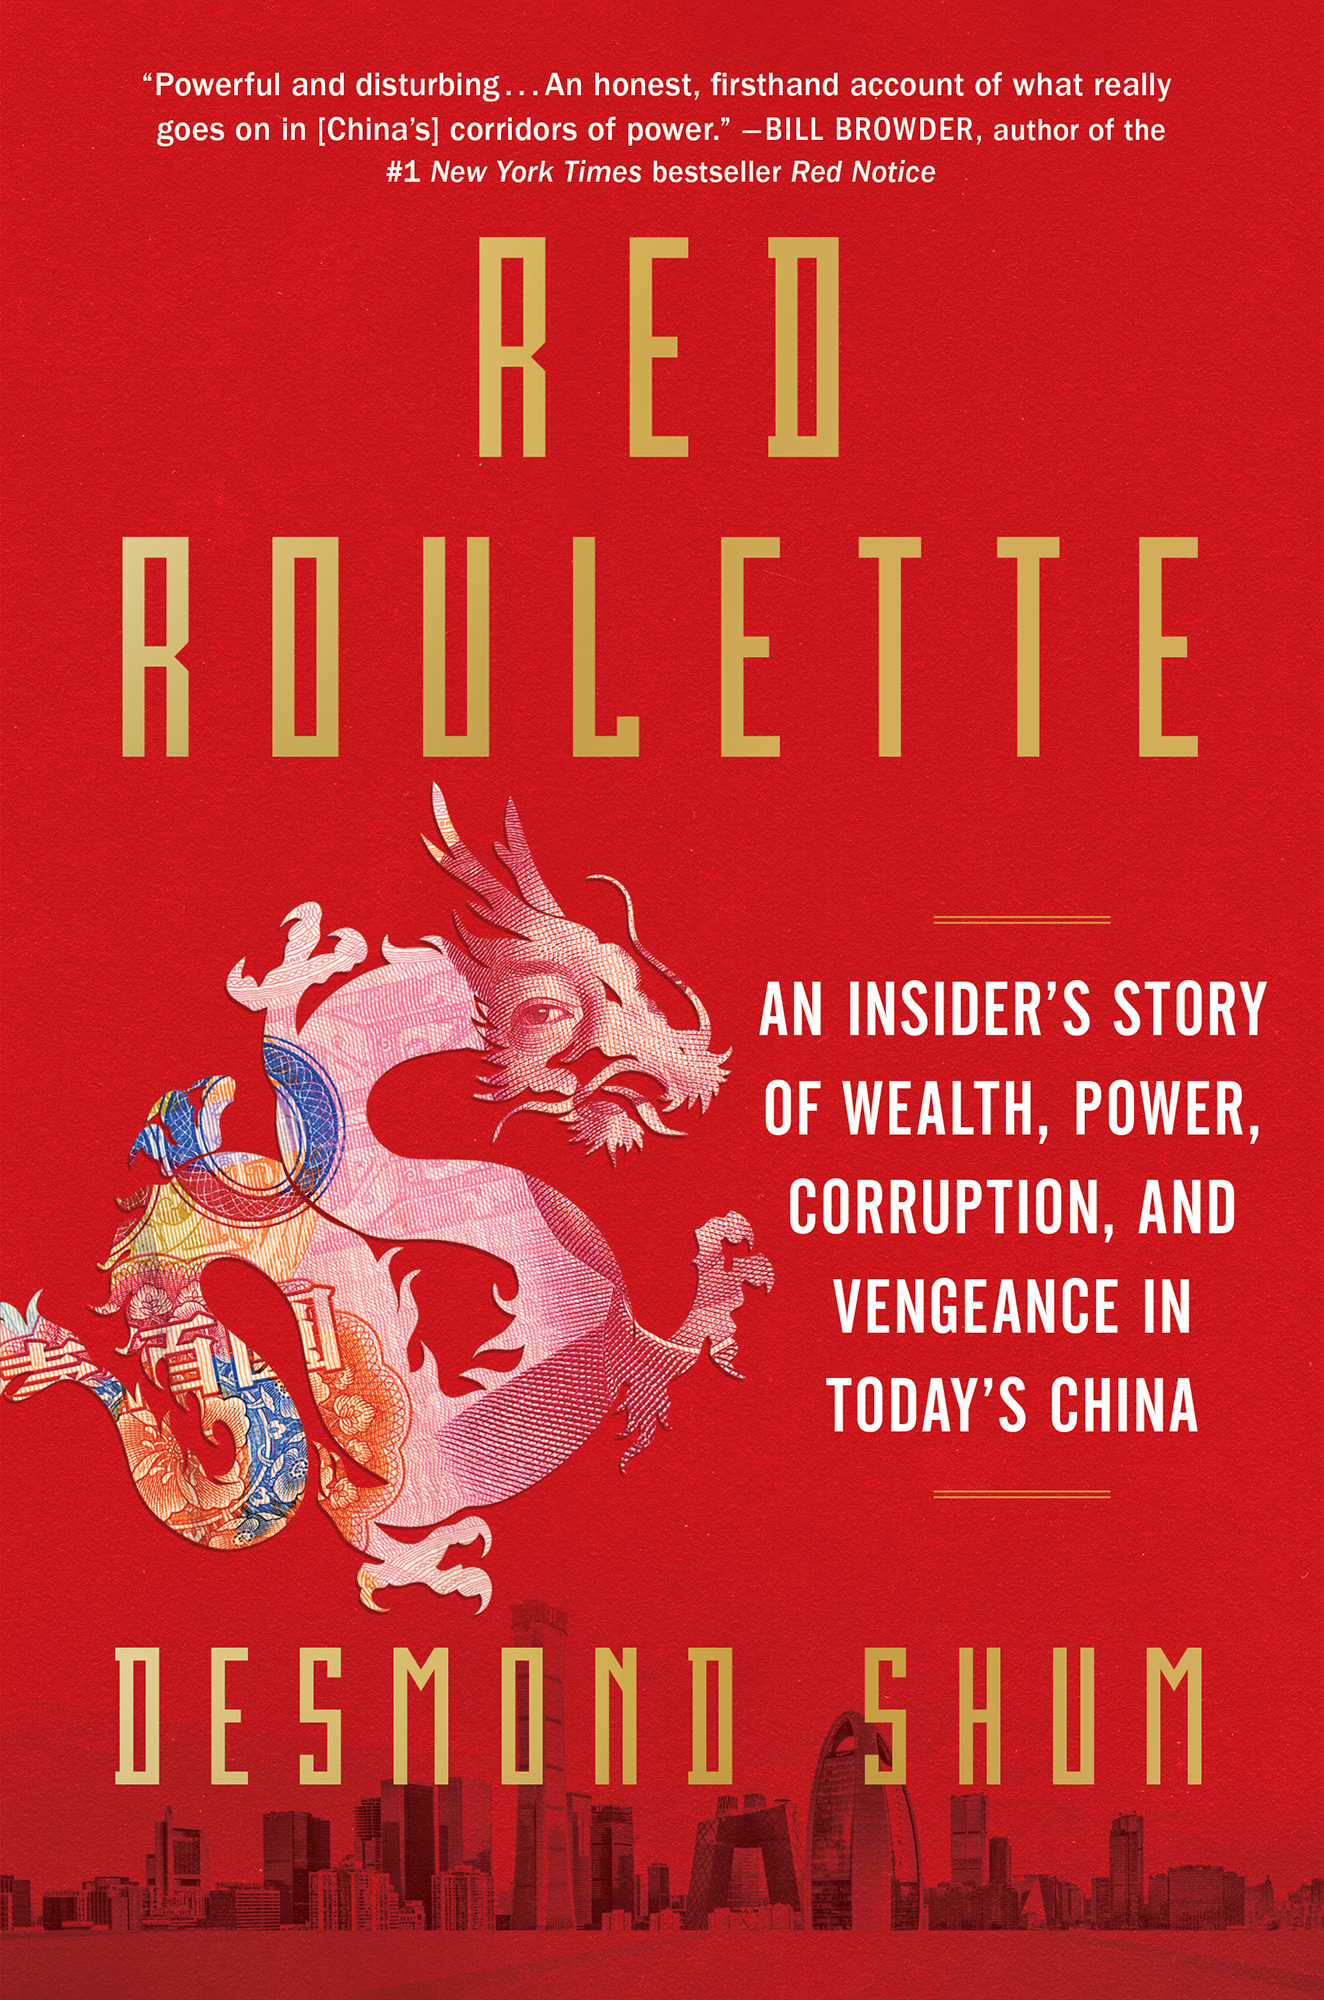 “Powerful and disturbing...An honest, firsthand account of what really
goes on in [China’s] corridors of power.” —BILL BROWDER, author of the
#1 New York Times bestseller Red Notice
RED
ROULETTE
AN INSIDER’S STORY
OF WEALTH, POWER,
CORRUPTION, AND
VENGEANCE IN
TODAY’S CHINA
DESMOND SHUM